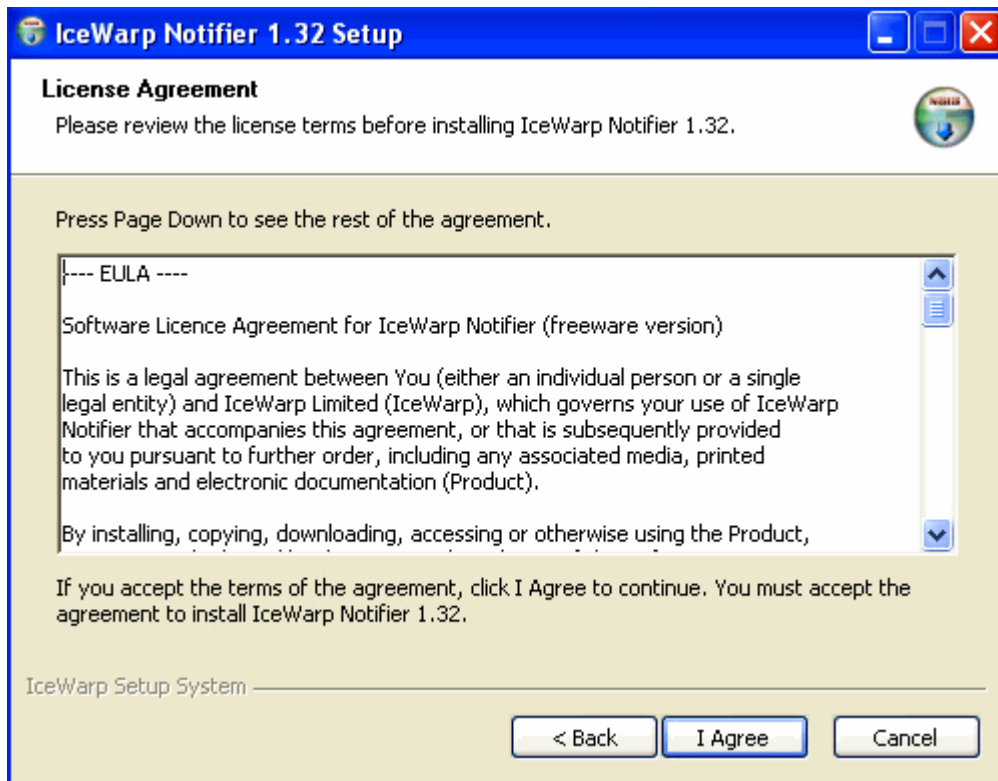 IceWarp Notifier 1.32 Setup
License Agreement
Please review the license terms before installing IceWarp Notifier 1.32.
Press Page Down to see the rest of the agreement.
---- EULA ----
Software Licence Agreement for IceWarp Notifier (freeware version)
This is a legal agreement between You (either an individual person or a single
legal entity) and IceWarp Limited (IceWarp), which governs your use of IceWarp
Notifier that accompanies this agreement, or that is subsequently provided
to you pursuant to further order, including any associated media, printed
materials and electronic documentation (Product).
By installing, copying, downloading, accessing or otherwise using the Product,
If you accept the terms of the agreement, click I Agree to continue. You must accept the
agreement to install IceWarp Notifier 1.32.
IceWarp Setup System
< Back
I Agree
Cancel